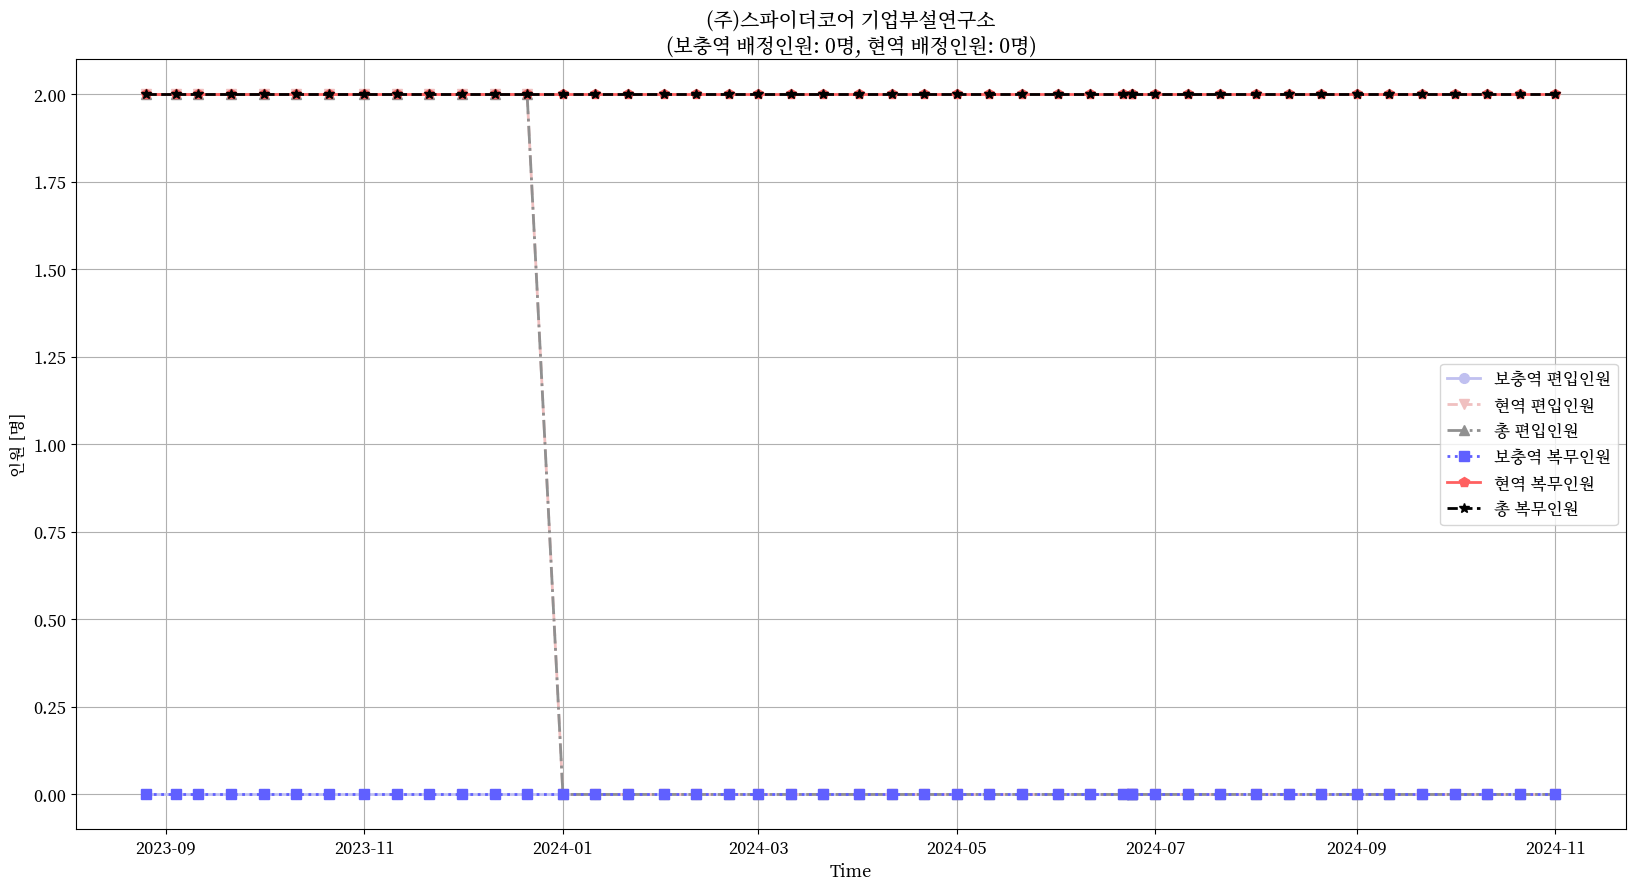 (주)스파이더코어 기업부설연구소
(보충역 배정인원: 0명, 현역 배정인원: 0명)
인원 [명]
2.00
1.75
1.50
1.25
1.00
0.75
0.50
0.25
0.00
보충역 편입인원
현역 편입인원
총 편입인원
보충역 복무인원
현역 복무인원
총 복무인원
2023-09 2023-11 2024-01 2024-03 2024-05 2024-07 2024-09 2024-11
Time